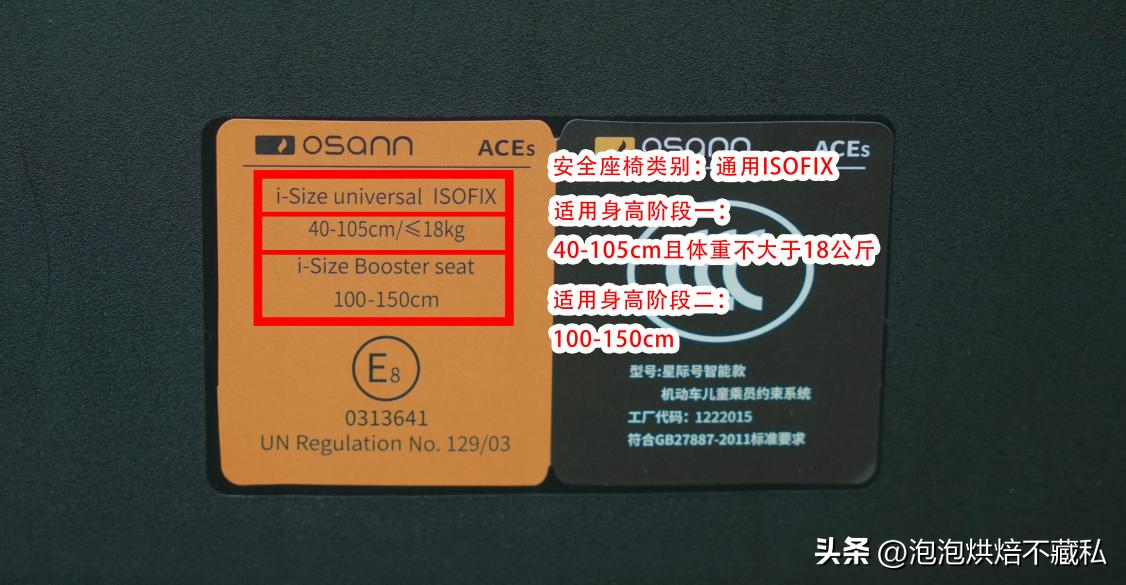 osann ACEs
i-Size universal ISOFIX
40-105cm/≤18kg
i-Size Booster seat
100-150cm
E8
0313641
UN Regulation No. 129/03
osann ACEs
安全座椅类别：通用ISOFIX
适用身高阶段一：
40-105cm且体重不大于18公斤
适用身高阶段二：
100-150cm
型号:星际号智能款
机动车儿童乘员约束系统
工厂代码：1222015
符合GB27887-2011标准要求
头条 @泡泡烘焙不藏私